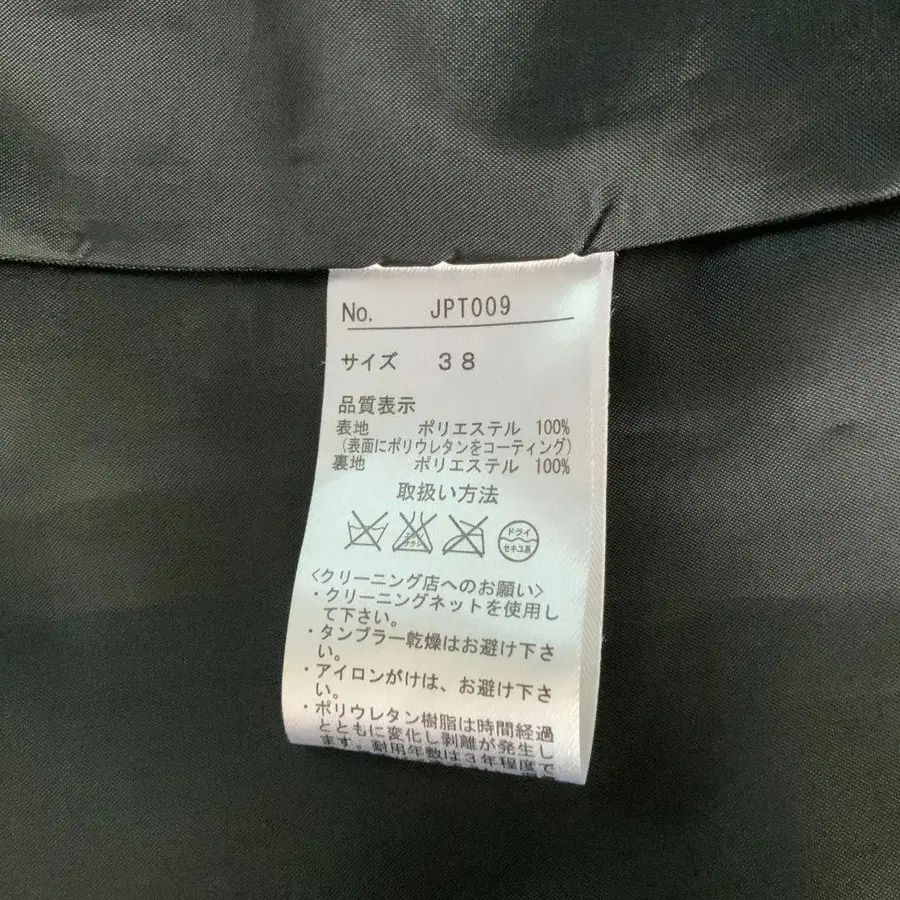 No. JPT009
サイズ 38
品質表示
表地 ポリエステル 100%
(表面にポリウレタンをコーティング)
裏地 ポリエステル 100%
取扱い方法
ドライ
セキユ系
<クリーニング店へのお願い>
・クリーニングネットを使用し
て下さい。
・タンブラー乾燥はお避け下さ
い。
・アイロンがけは、お避け下さ
い。
・ポリウレタン樹脂は時間経過
とともに変化し剥離が発生し
ます。耐用年数は3年程度で